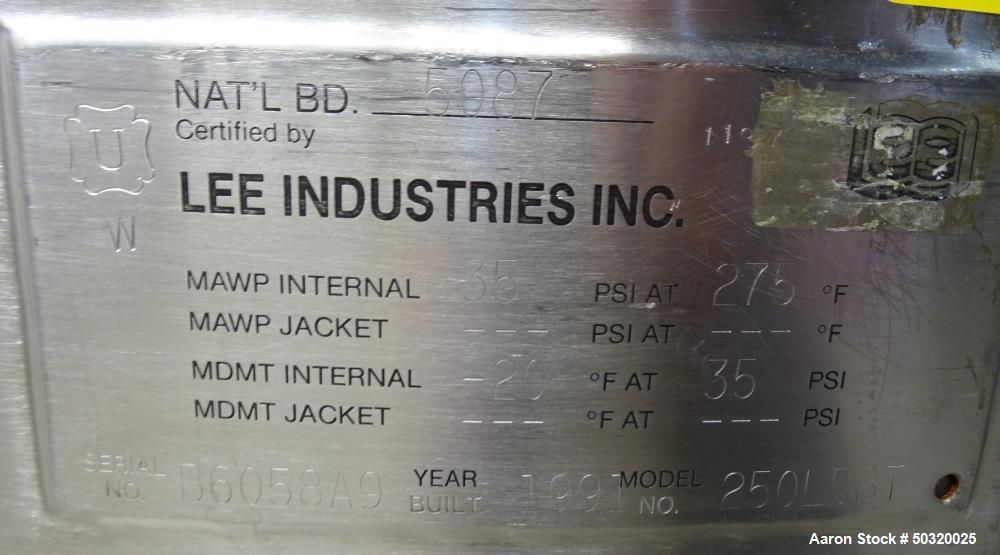 NAT'L BD. 5087
Certified by
U
W
LEE INDUSTRIES INC.
LEE
MAWP INTERNAL 35 PSI AT 275 °F
MAWP JACKET --- PSI AT --- °F
MDMT INTERNAL -20 °F AT 35 PSI
MDMT JACKET --- °F AT --- PSI
SERIAL NO. B6058A9 YEAR BUILT 1991 MODEL NO.
Aaron Stock # 50320025